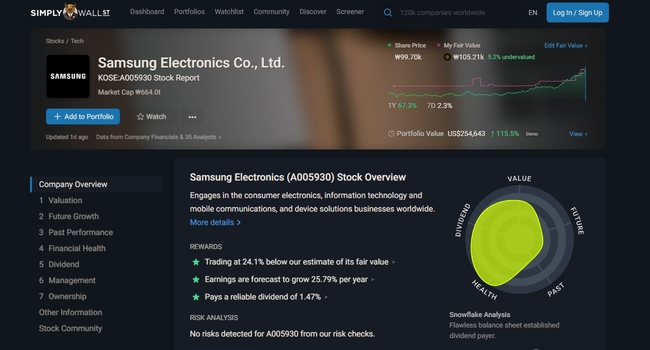 SIMPLY WALL ST
Dashboard Portfolios Watchlist Community Discover Screener
120k companies worldwide
EN
Log In / Sign Up
Stocks / Tech
SAMSUNG
Samsung Electronics Co., Ltd.
KOSE:A005930 Stock Report
Market Cap ₩664.0t
Add to Portfolio
Watch
Updated 1d ago
Data from Company Financials & 35 Analysts
Share Price
₩99.70k
My Fair Value
₩105.21k 5.2% undervalued
Edit Fair Value
1Y 67.3% 7D 2.3%
Portfolio Value US$254,643 ↑ 115.5% Demo
View
Company Overview
1 Valuation
2 Future Growth
3 Past Performance
4 Financial Health
5 Dividend
6 Management
7 Ownership
Other Information
Stock Community
Samsung Electronics (A005930) Stock Overview
Engages in the consumer electronics, information technology and
mobile communications, and device solutions businesses worldwide.
More details
REWARDS
Trading at 24.1% below our estimate of its fair value
Earnings are forecast to grow 25.79% per year
Pays a reliable dividend of 1.47%
RISK ANALYSIS
No risks detected for A005930 from our risk checks.
VALUE
FUTURE
PAST
HEALTH
DIVIDEND
Snowflake Analysis
Flawless balance sheet established
dividend payer.